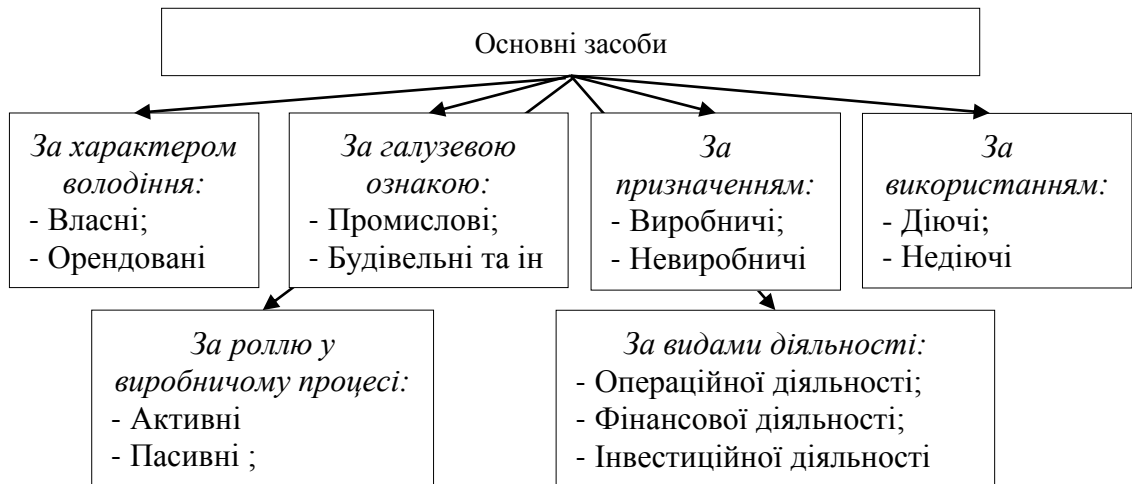 Основні засоби
За характером
володіння:
- Власні;
- Орендовані
За галузевою
ознакою:
- Промислові;
- Будівельні та ін
За
призначенням:
- Виробничі;
- Невиробничі
За
використанням:
- Діючі;
- Недіючі
За роллю у
виробничому процесі:
- Активні
- Пасивні ;
За видами діяльності:
- Операційної діяльності;
- Фінансової діяльності;
- Інвестиційної діяльності